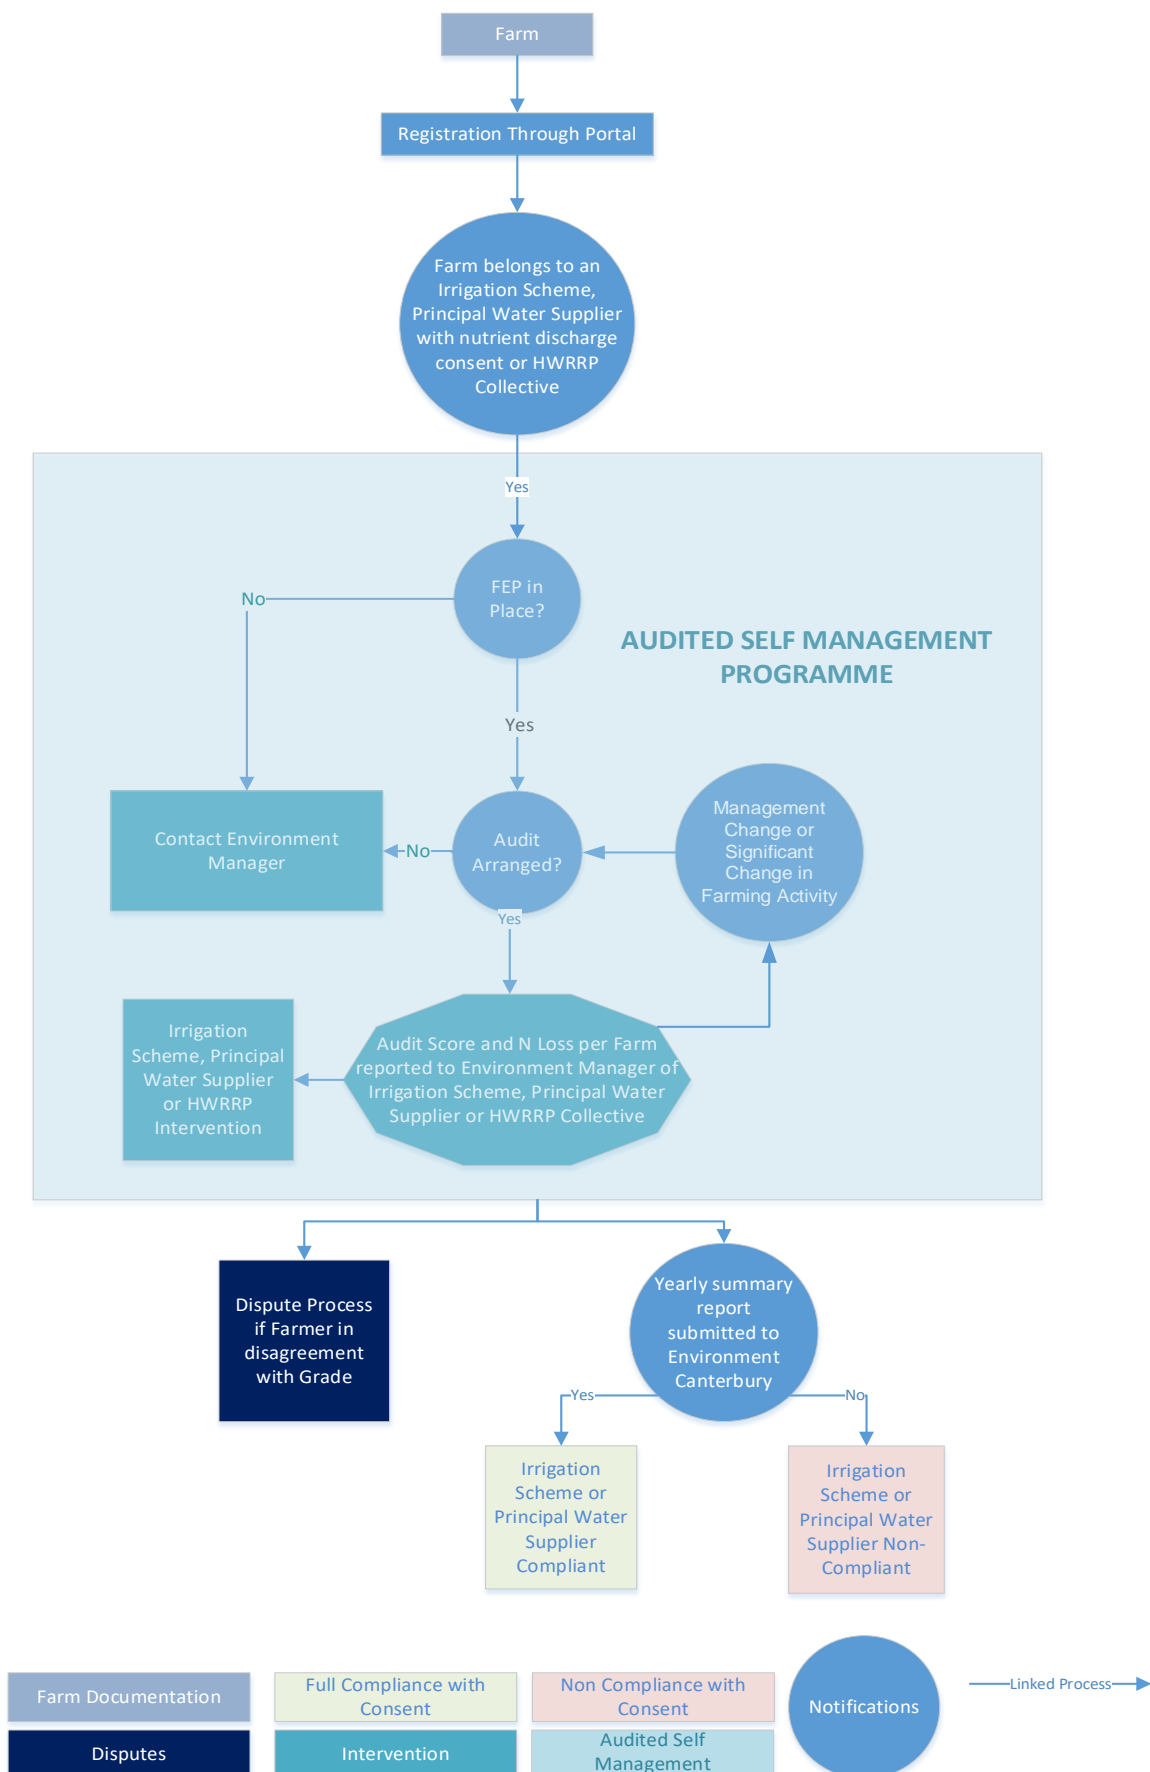 Farm
Registration Through Portal
Farm belongs to an
Irrigation Scheme,
Principal Water Supplier
with nutrient discharge
consent or HWRRP
Collective
Yes
FEP in
Place?
No
AUDITED SELF MANAGEMENT
PROGRAMME
Yes
Contact Environment
Manager
No
Audit
Arranged?
Management
Change or
Significant
Change in
Farming Activity
Yes
Irrigation
Scheme, Principal
Water Supplier
or HWRRP
Intervention
Audit Score and N Loss per Farm
reported to Environment Manager of
Irrigation Scheme, Principal Water
Supplier or HWRRP Collective
Dispute Process
if Farmer in
disagreement
with Grade
Yearly summary
report
submitted to
Environment
Canterbury
Yes
No
Irrigation
Scheme or
Principal Water
Supplier
Compliant
Irrigation
Scheme or
Principal Water
Supplier Non-
Compliant
Farm Documentation
Full Compliance with
Consent
Non Compliance with
Consent
Notifications
Linked Process
Disputes
Intervention
Audited Self
Management